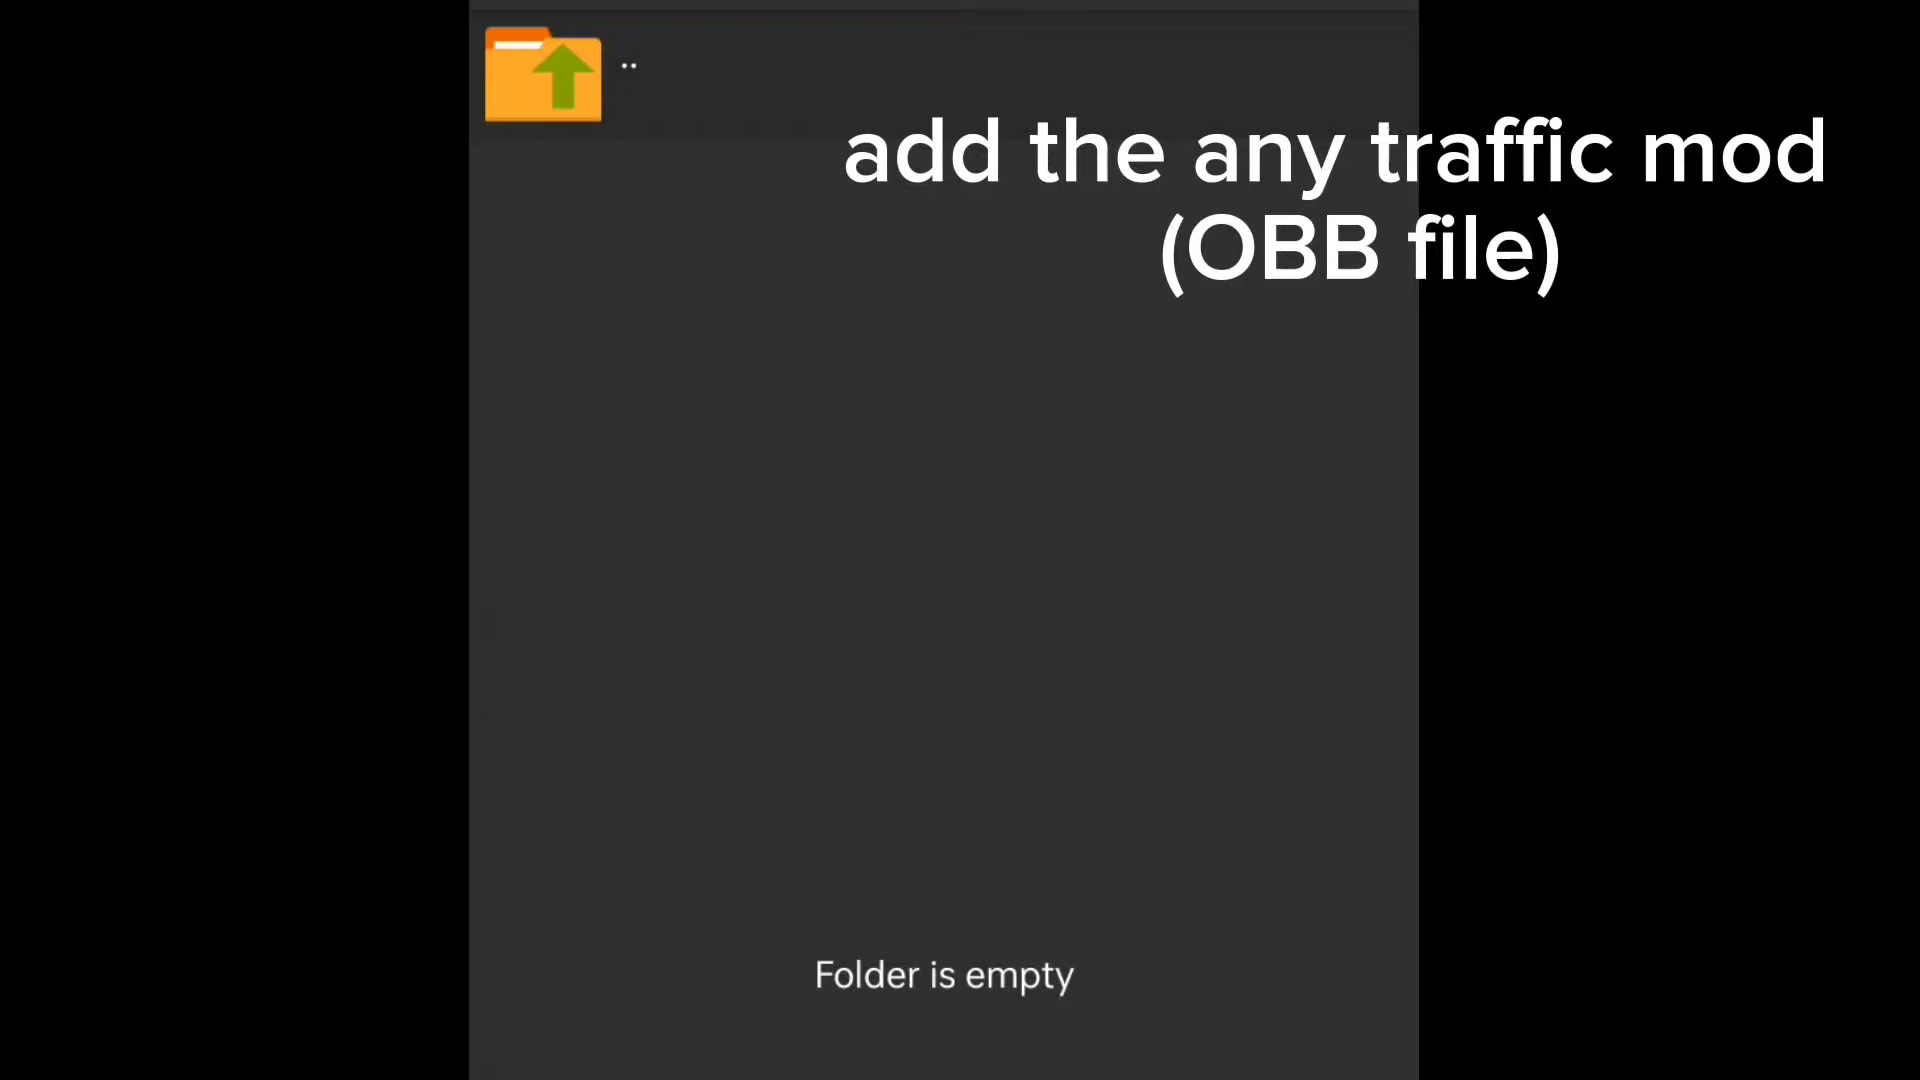 ..
add the any traffic mod
(OBB file)
Folder is empty